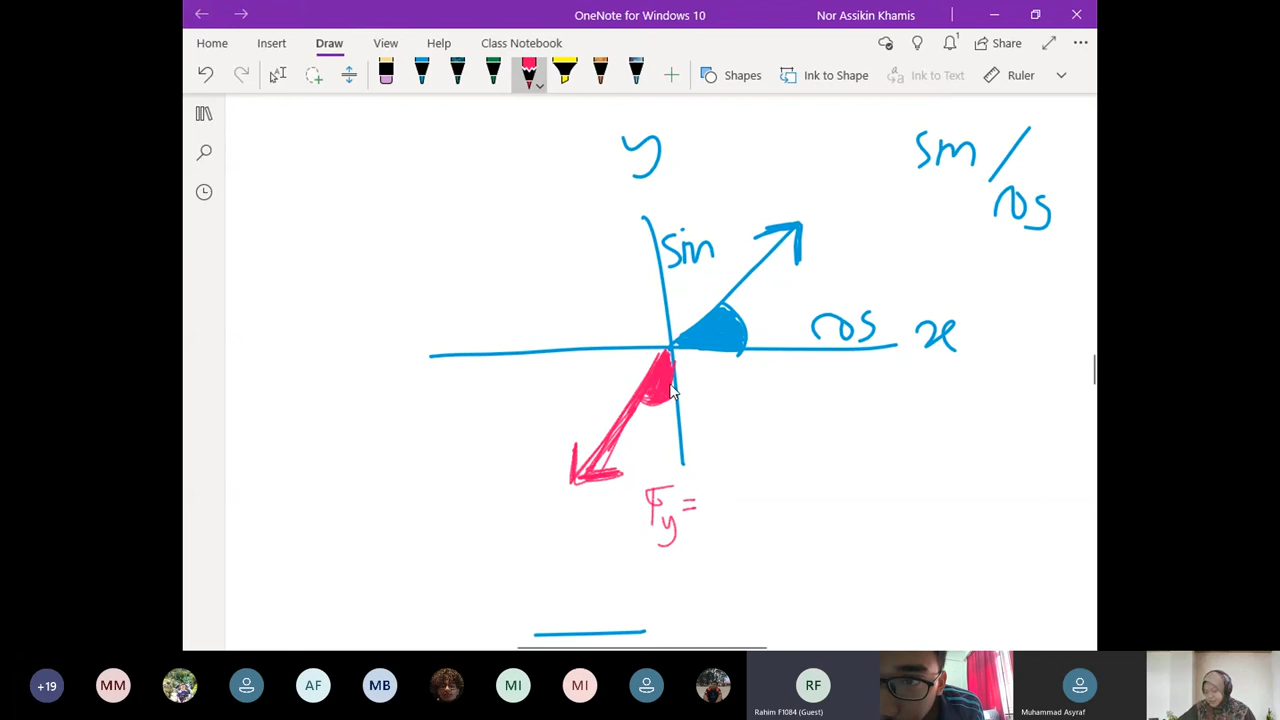 OneNote for Windows 10
Nor Assikin Khamis
Home Insert Draw View Help Class Notebook
Share
Shapes Ink to Shape Ink to Text Ruler
y
sin /
cos
sin
cos x
Fy =
+19 MM AF MB MI MI RF
Rahim F1084 (Guest)
Muhammad Asyraf